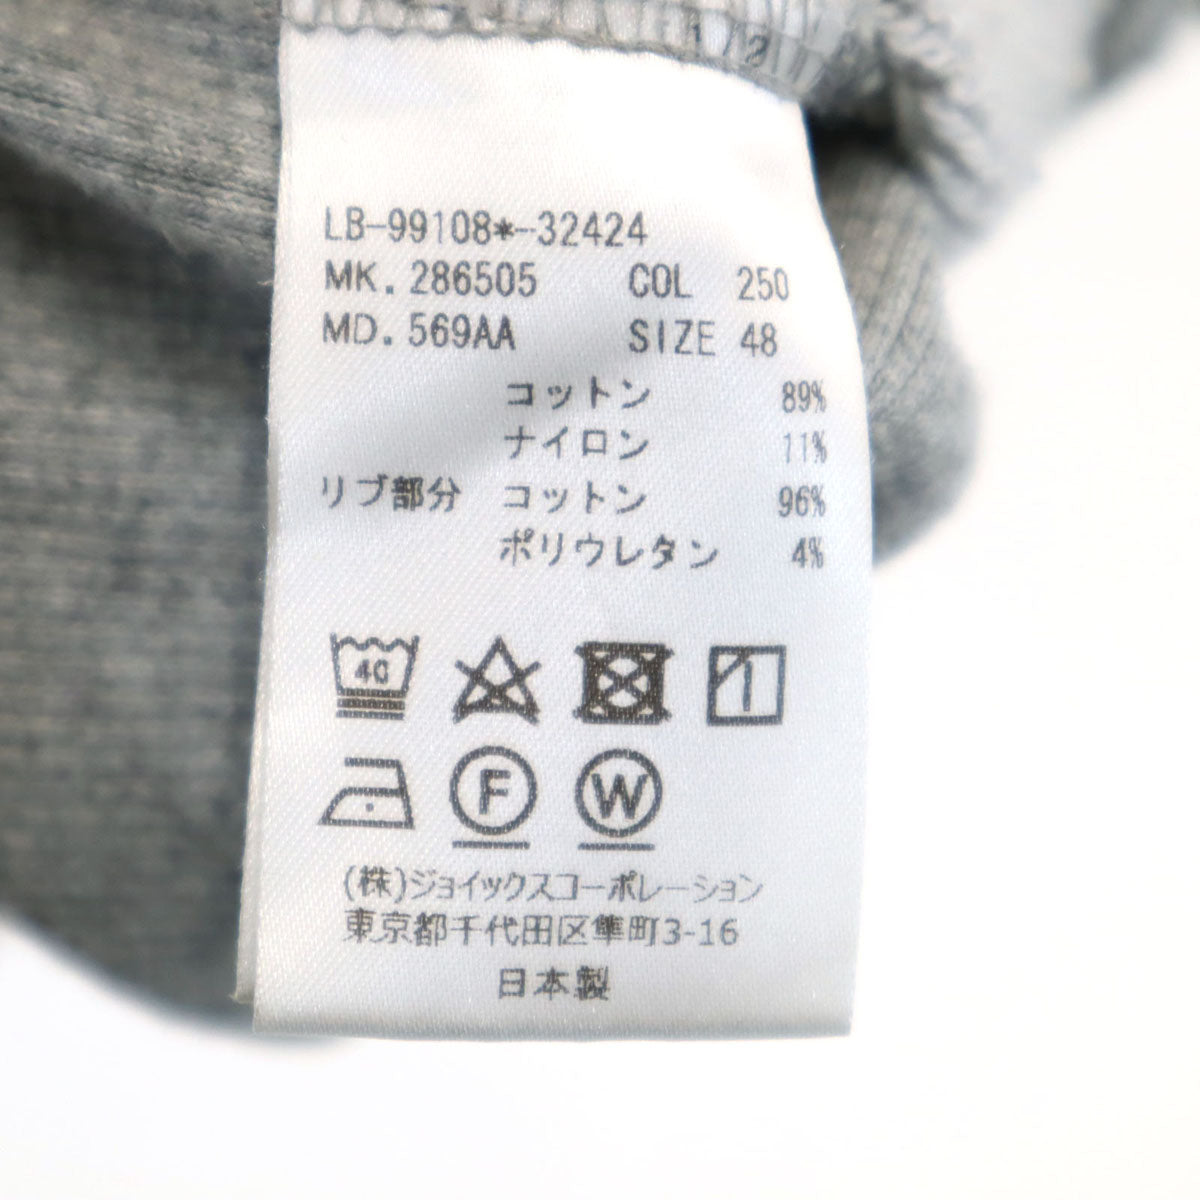 1/2
LB-99108*-32424
MK. 286505 COL 250
MD. 569AA SIZE 48
コットン 89%
ナイロン 11%
リブ部分 コットン 96%
ポリウレタン 4%
40
1
F W
(株)ジョイックスコーポレーション
東京都千代田区隼町3-16
日本製